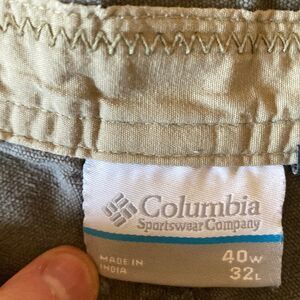 Columbia
Sportswear Company
40W
MADE IN
INDIA
32L